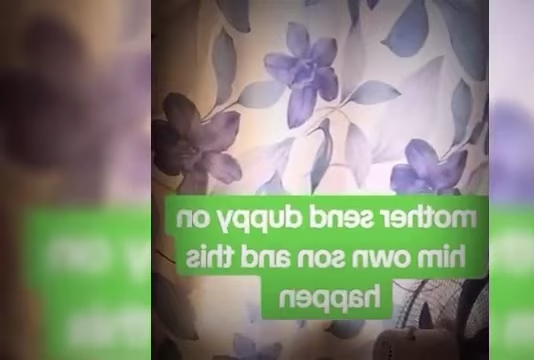 mother send duppy on
him own son and this
happen